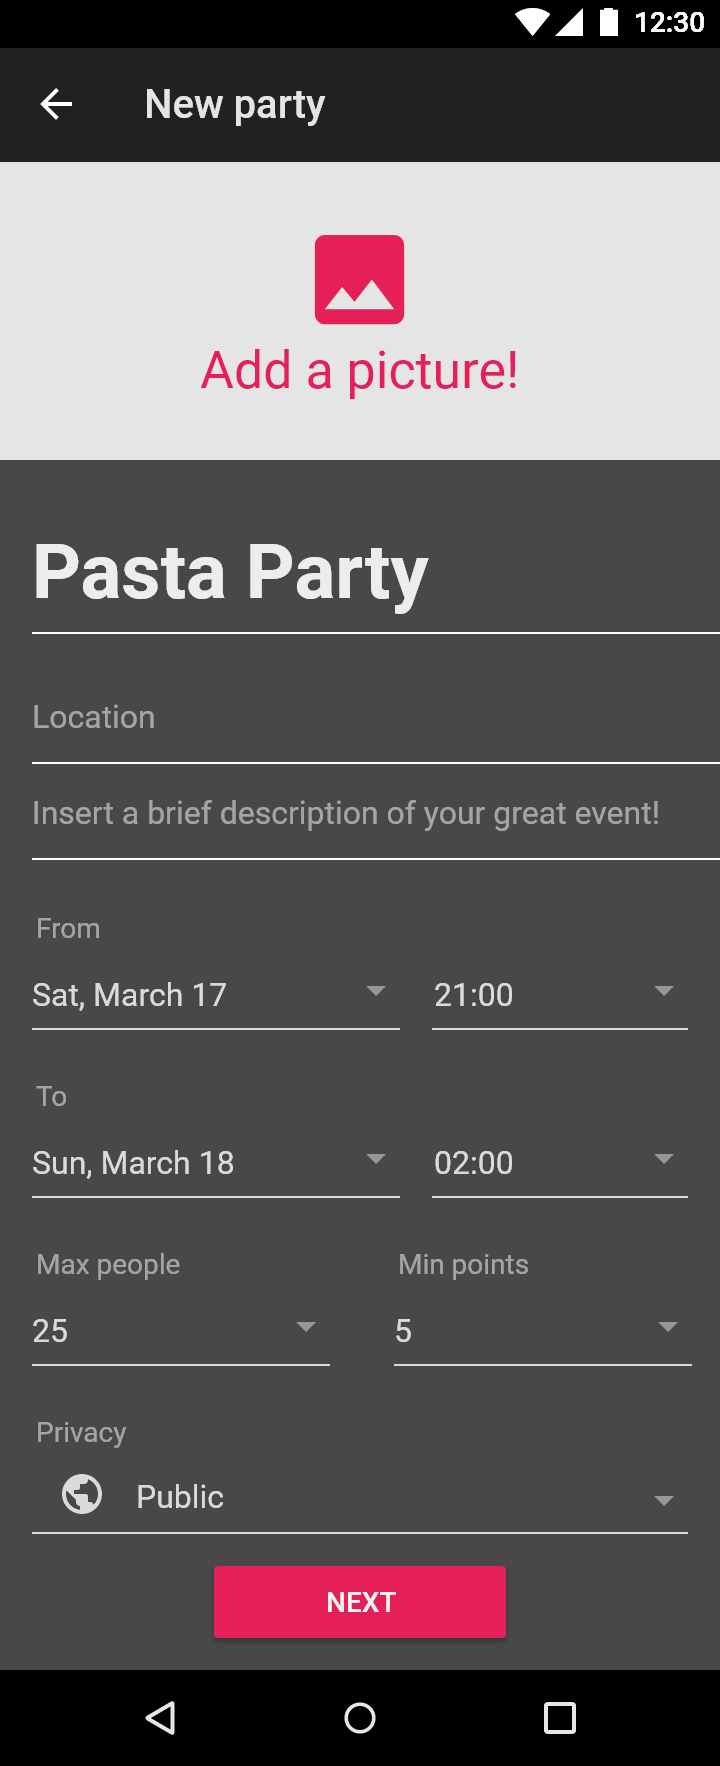 12:30
New party
Add a picture!
Pasta Party
Location
Insert a brief description of your great event!
From
Sat, March 17 21:00
To
Sun, March 18 02:00
Max people Min points
25 5
Privacy
Public
NEXT